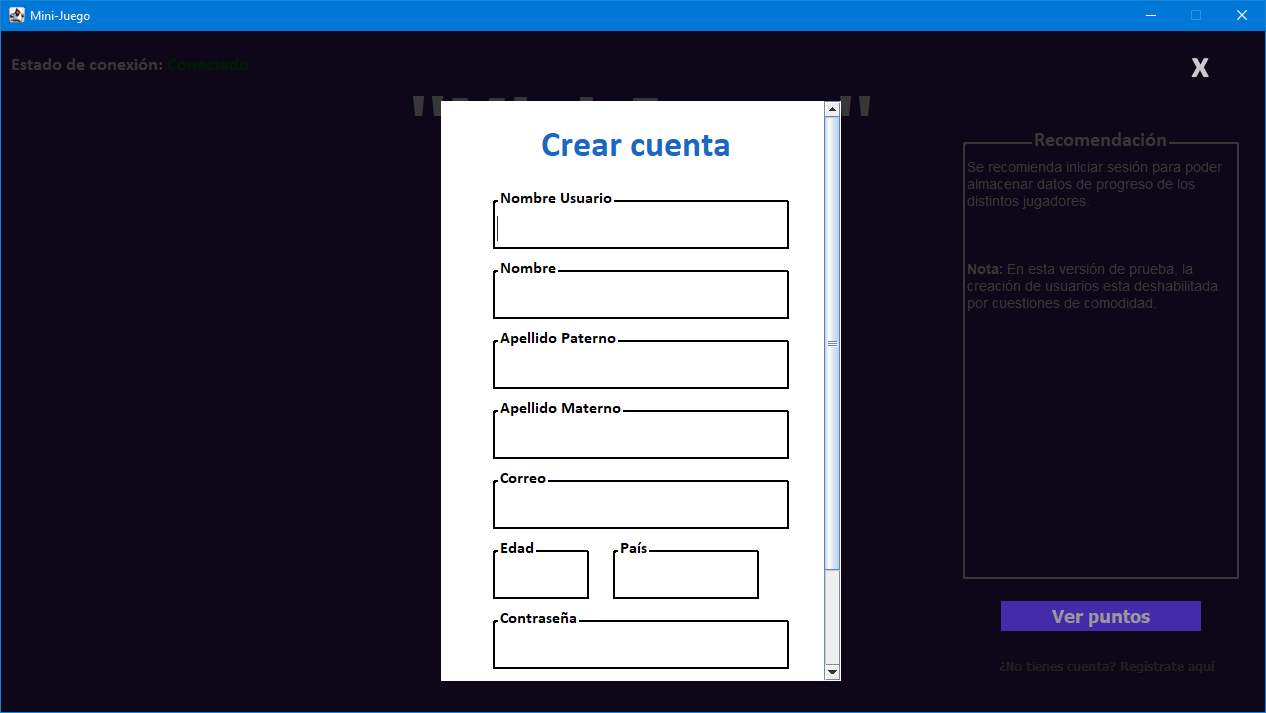 Mini-Juego
Estado de conexión: Conectado
X
Crear cuenta
Nombre Usuario
Nombre
Apellido Paterno
Apellido Materno
Correo
Edad
País
Contraseña
Recomendación
Se recomienda iniciar sesión para poder
almacenar datos de progreso de los
distintos jugadores.
Nota: En esta versión de prueba, la
creación de usuarios esta deshabilitada
por cuestiones de comodidad.
Ver puntos
¿No tienes cuenta? Regístrate aquí